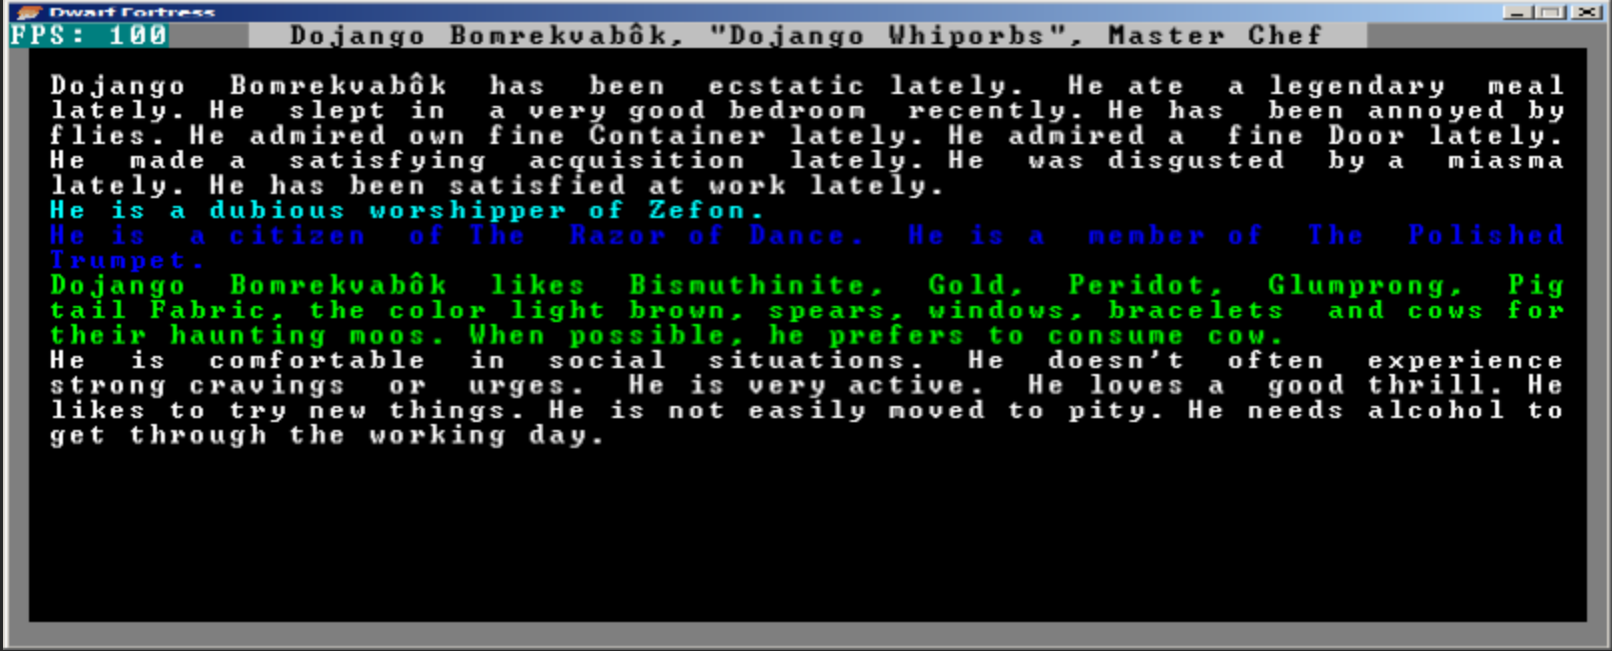 Dwarf Fortress
FPS: 100 Dojango Bomrekvabôk, "Dojango Whiporbs", Master Chef
Dojango Bomrekvabôk has been ecstatic lately. He ate a legendary meal
lately. He slept in a very good bedroom recently. He has been annoyed by
flies. He admired own fine Container lately. He admired a fine Door lately.
He made a satisfying acquisition lately. He was disgusted by a miasma
lately. He has been satisfied at work lately.
He is a dubious worshipper of Zefon.
He is a citizen of The Razor of Dance. He is a member of The Polished
Trumpet.
Dojango Bomrekvabôk likes Bismuthinite, Gold, Peridot, Glumprong, Pig
tail Fabric, the color light brown, spears, windows, bracelets and cows for
their haunting moos. When possible, he prefers to consume cow.
He is comfortable in social situations. He doesn't often experience
strong cravings or urges. He is very active. He loves a good thrill. He
likes to try new things. He is not easily moved to pity. He needs alcohol to
get through the working day.